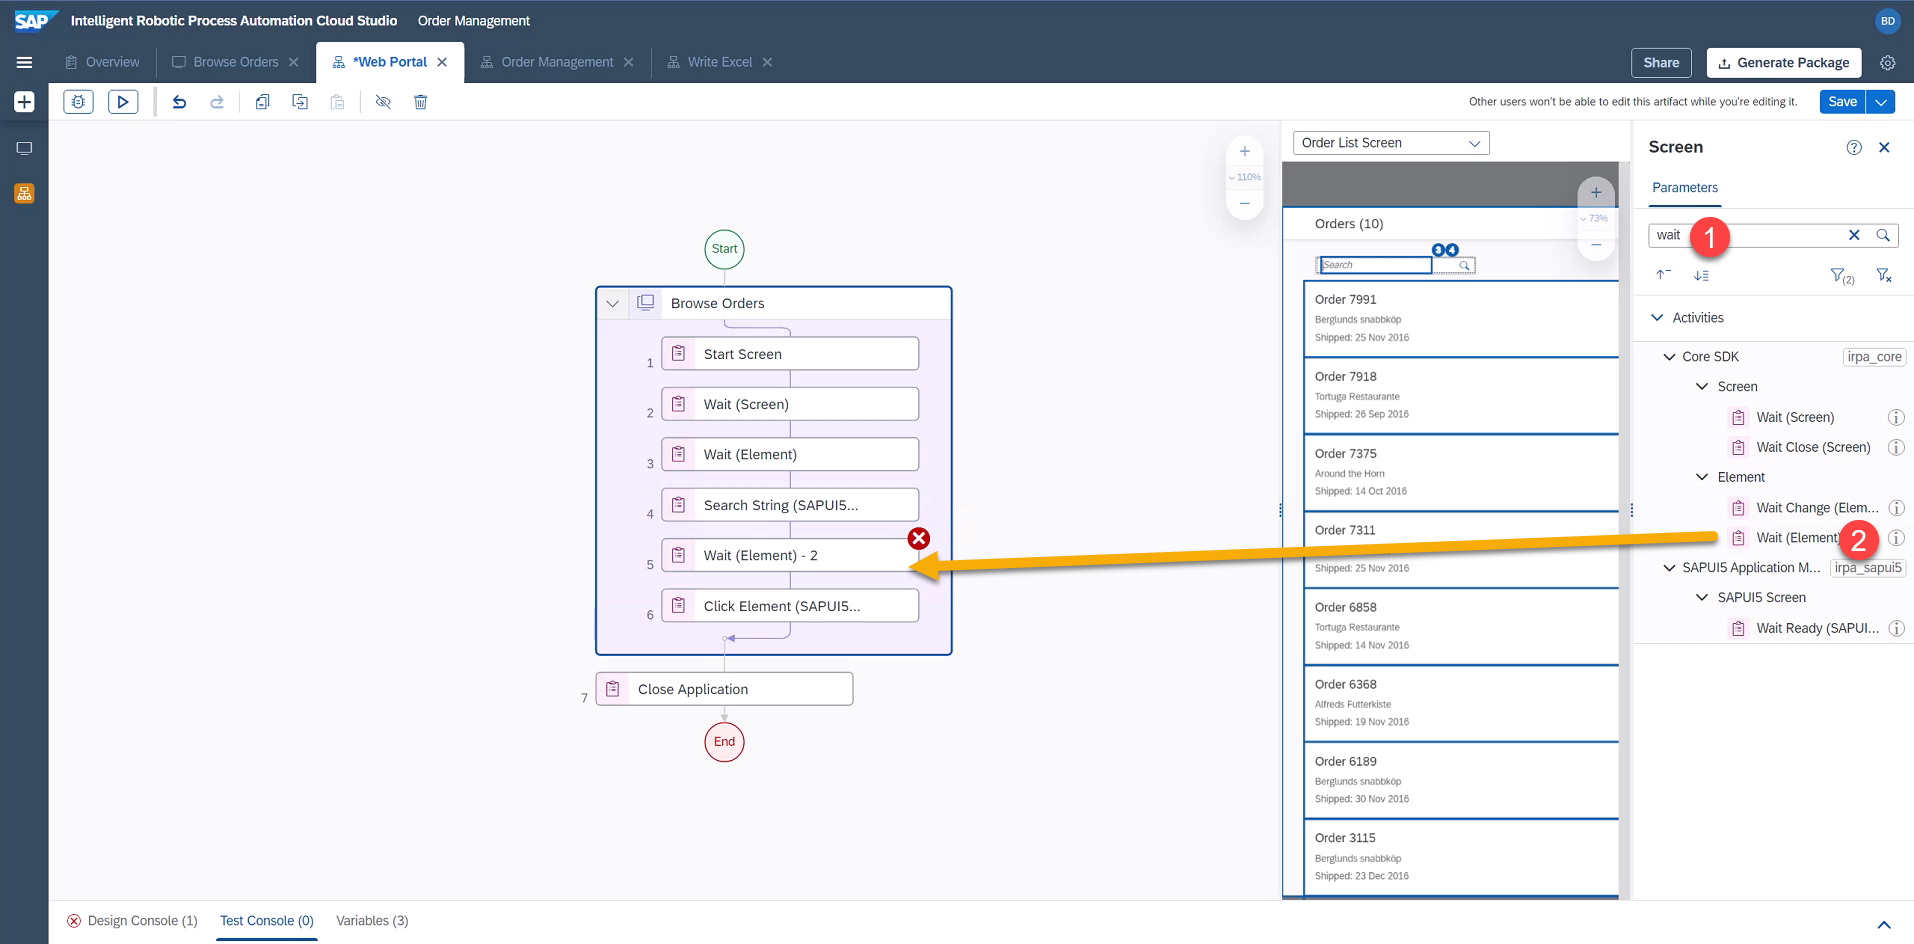 SAP Intelligent Robotic Process Automation Cloud Studio Order Management BD
Overview Browse Orders *Web Portal Order Management Write Excel Share Generate Package
Other users won't be able to edit this artifact while you're editing it. Save
110%
Start
Browse Orders
1 Start Screen
2 Wait (Screen)
3 Wait (Element)
4 Search String (SAPUI5...
5 Wait (Element) - 2
6 Click Element (SAPUI5...
7 Close Application
End
Order List Screen
73%
Orders (10)
3 4
Search
Order 7991
Berglunds snabbköp
Shipped: 25 Nov 2016
Order 7918
Tortuga Restaurante
Shipped: 26 Sep 2016
Order 7375
Around the Horn
Shipped: 14 Oct 2016
Order 7311
Shipped: 25 Nov 2016
Order 6858
Tortuga Restaurante
Shipped: 14 Nov 2016
Order 6368
Alfreds Futterkiste
Shipped: 19 Nov 2016
Order 6189
Berglunds snabbköp
Shipped: 30 Nov 2016
Order 3115
Berglunds snabbköp
Shipped: 23 Dec 2016
Screen
Parameters
wait 1
(2)
Activities
Core SDK irpa_core
Screen
Wait (Screen)
Wait Close (Screen)
Element
Wait Change (Elem...
Wait (Element) 2
SAPUI5 Application M... irpa_sapui5
SAPUI5 Screen
Wait Ready (SAPUI...
Design Console (1) Test Console (0) Variables (3)